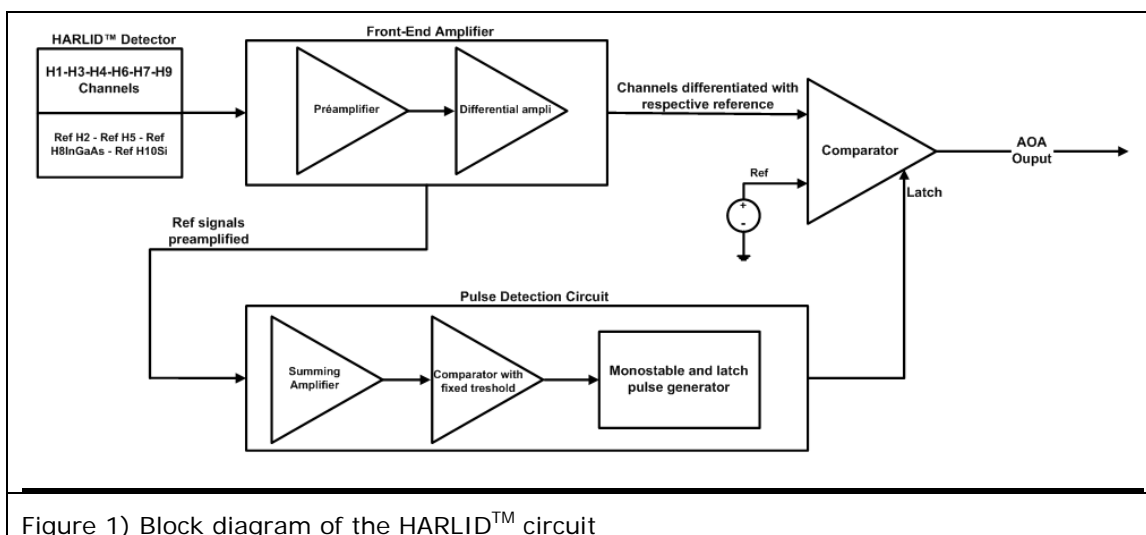 HARLID™ Detector
H1-H3-H4-H6-H7-H9
Channels
Ref H2 - Ref H5 - Ref
H8InGaAs - Ref H10Si
Front-End Amplifier
Préamplifier
Differential ampli
Channels differentiated with
respective reference
Comparator
AOA
Ouput
Ref
+
-
Latch
Ref signals
preamplified
Pulse Detection Circuit
Summing
Amplifier
Comparator with
fixed treshold
Monostable and latch
pulse generator
Figure 1) Block diagram of the HARLID™ circuit